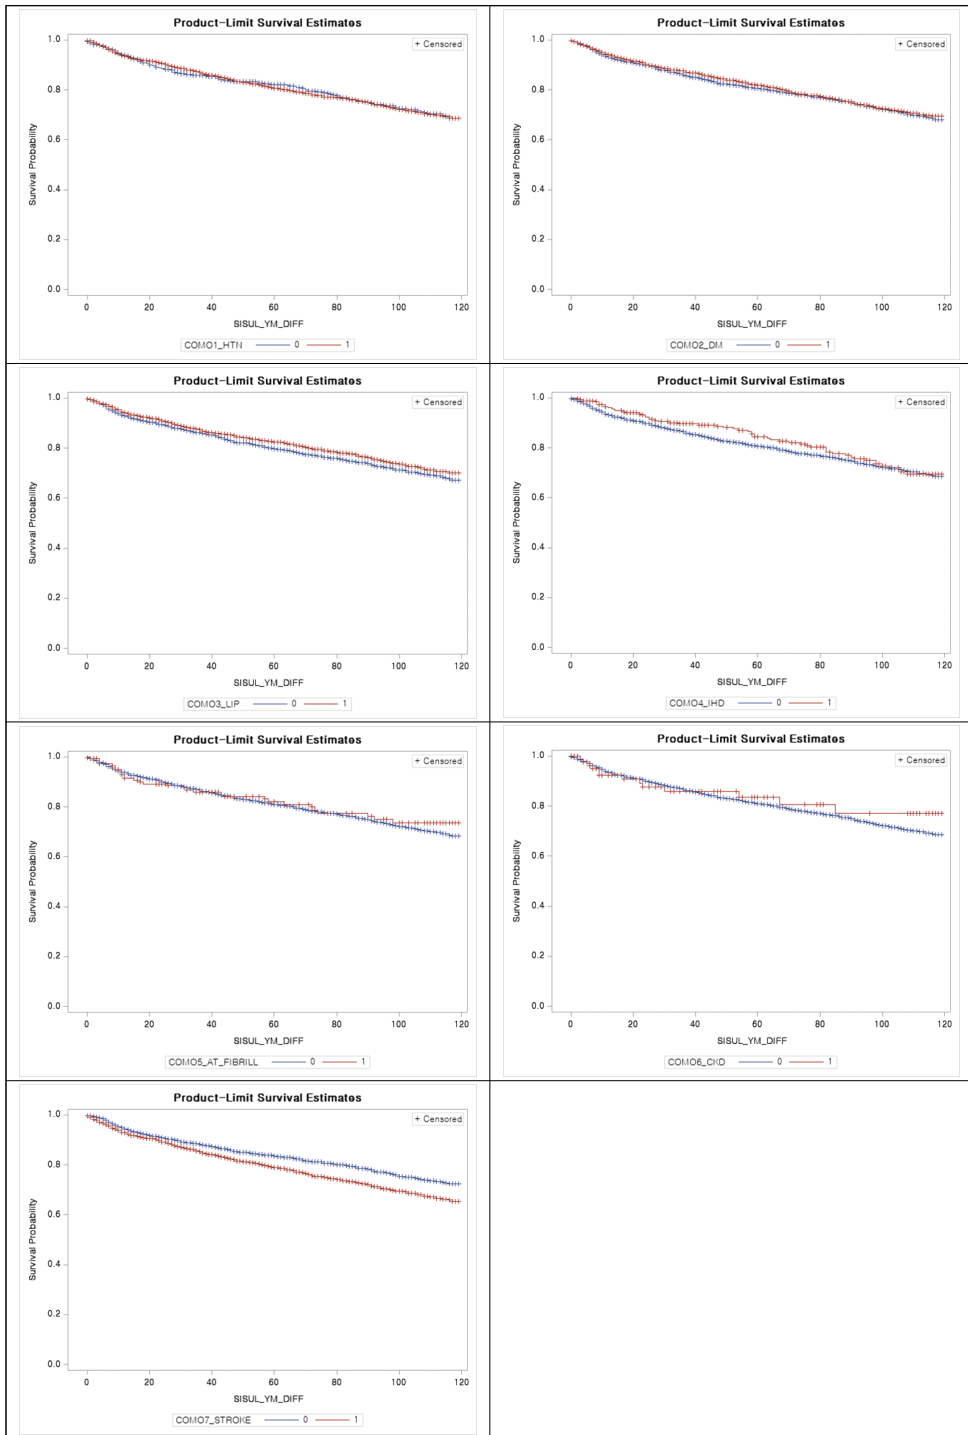 Product-Limit Survival Estimates
+ Censored
1.0
0.8
0.6
0.4
0.2
0.0
Survival Probability
0 20 40 60 80 100 120
SISUL_YM_DIFF
COMO1_HTN 0 1
Product-Limit Survival Estimates
+ Censored
1.0
0.8
0.6
0.4
0.2
0.0
Survival Probability
0 20 40 60 80 100 120
SISUL_YM_DIFF
COMO2_DM 0 1
Product-Limit Survival Estimates
+ Censored
1.0
0.8
0.6
0.4
0.2
0.0
Survival Probability
0 20 40 60 80 100 120
SISUL_YM_DIFF
COMO3_LIP 0 1
Product-Limit Survival Estimates
+ Censored
1.0
0.8
0.6
0.4
0.2
0.0
Survival Probability
0 20 40 60 80 100 120
SISUL_YM_DIFF
COMO4_IHD 0 1
Product-Limit Survival Estimates
+ Censored
1.0
0.8
0.6
0.4
0.2
0.0
Survival Probability
0 20 40 60 80 100 120
SISUL_YM_DIFF
COMO5_AT_FIBRILL 0 1
Product-Limit Survival Estimates
+ Censored
1.0
0.8
0.6
0.4
0.2
0.0
Survival Probability
0 20 40 60 80 100 120
SISUL_YM_DIFF
COMO6_CKD 0 1
Product-Limit Survival Estimates
+ Censored
1.0
0.8
0.6
0.4
0.2
0.0
Survival Probability
0 20 40 60 80 100 120
SISUL_YM_DIFF
COMO7_STROKE 0 1